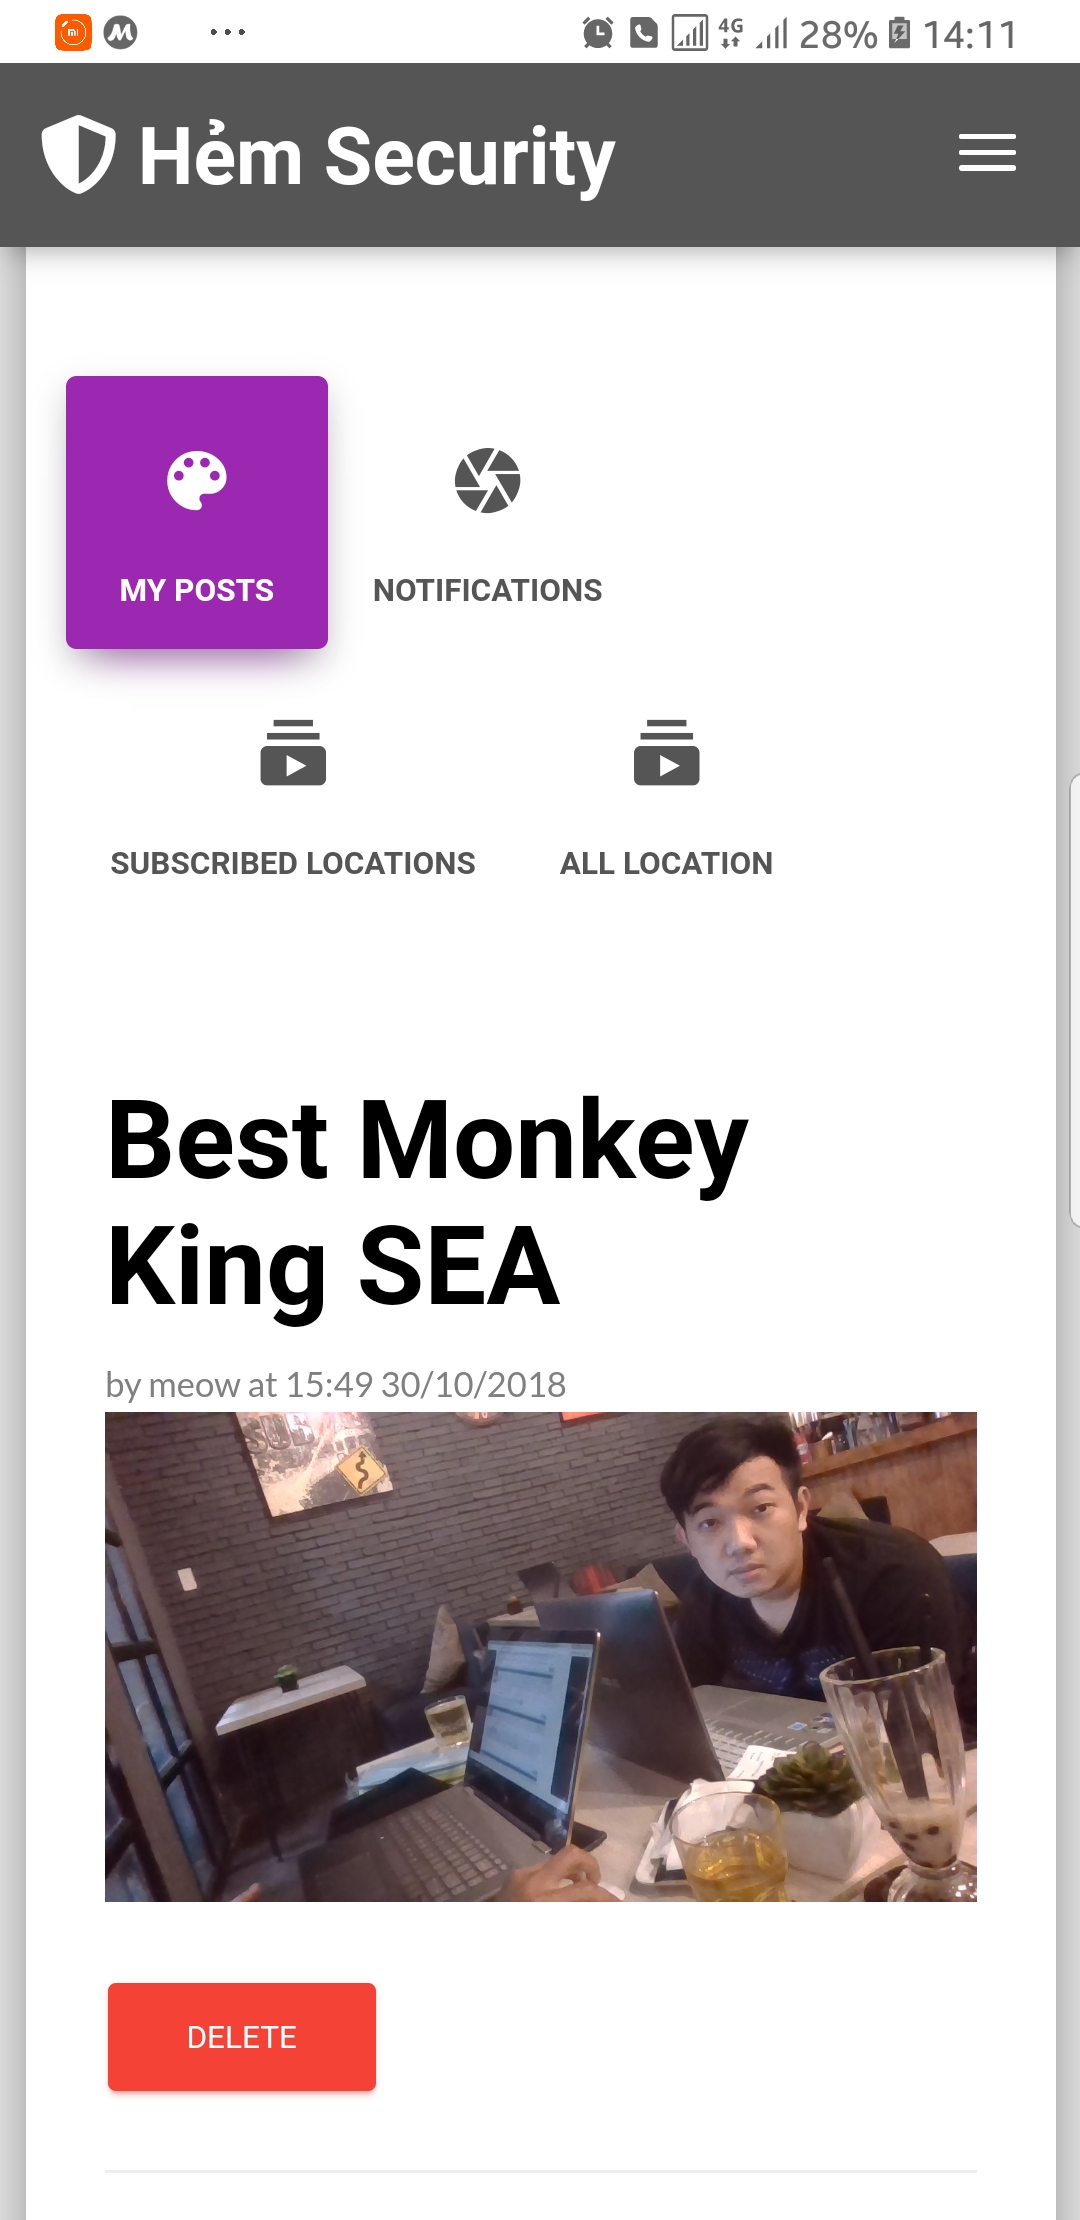 4G 28% 14:11
Hẻm Security
MY POSTS
NOTIFICATIONS
SUBSCRIBED LOCATIONS
ALL LOCATION
Best Monkey
King SEA
by meow at 15:49 30/10/2018
DELETE